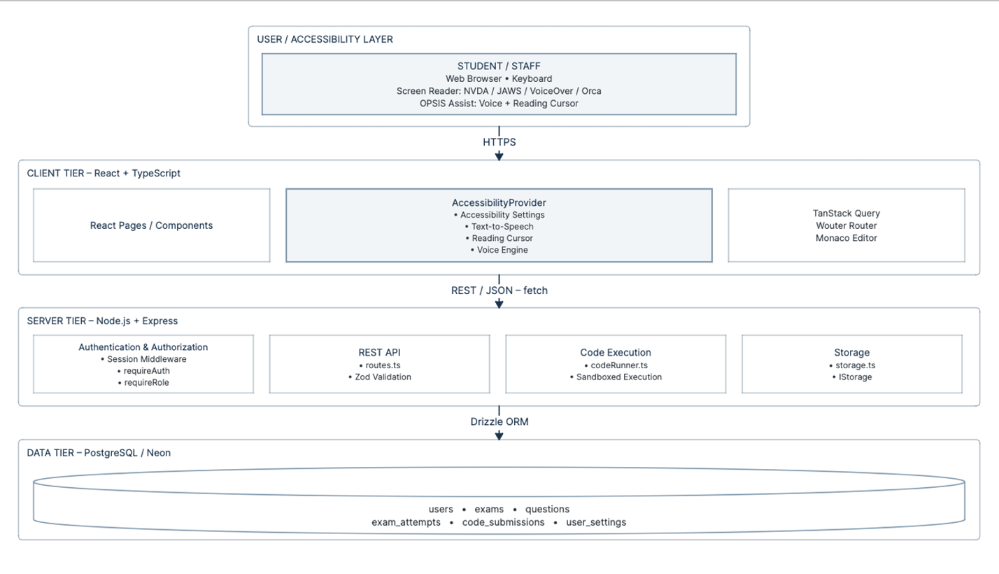 USER / ACCESSIBILITY LAYER
STUDENT / STAFF
Web Browser • Keyboard
Screen Reader: NVDA / JAWS / VoiceOver / Orca
OPSIS Assist: Voice + Reading Cursor
HTTPS
CLIENT TIER – React + TypeScript
React Pages / Components
AccessibilityProvider
• Accessibility Settings
• Text-to-Speech
• Reading Cursor
• Voice Engine
TanStack Query
Wouter Router
Monaco Editor
REST / JSON – fetch
SERVER TIER – Node.js + Express
Authentication & Authorization
• Session Middleware
• requireAuth
• requireRole
REST API
• routes.ts
• Zod Validation
Code Execution
• codeRunner.ts
• Sandboxed Execution
Storage
• storage.ts
• IStorage
Drizzle ORM
DATA TIER – PostgreSQL / Neon
users • exams • questions
exam_attempts • code_submissions • user_settings